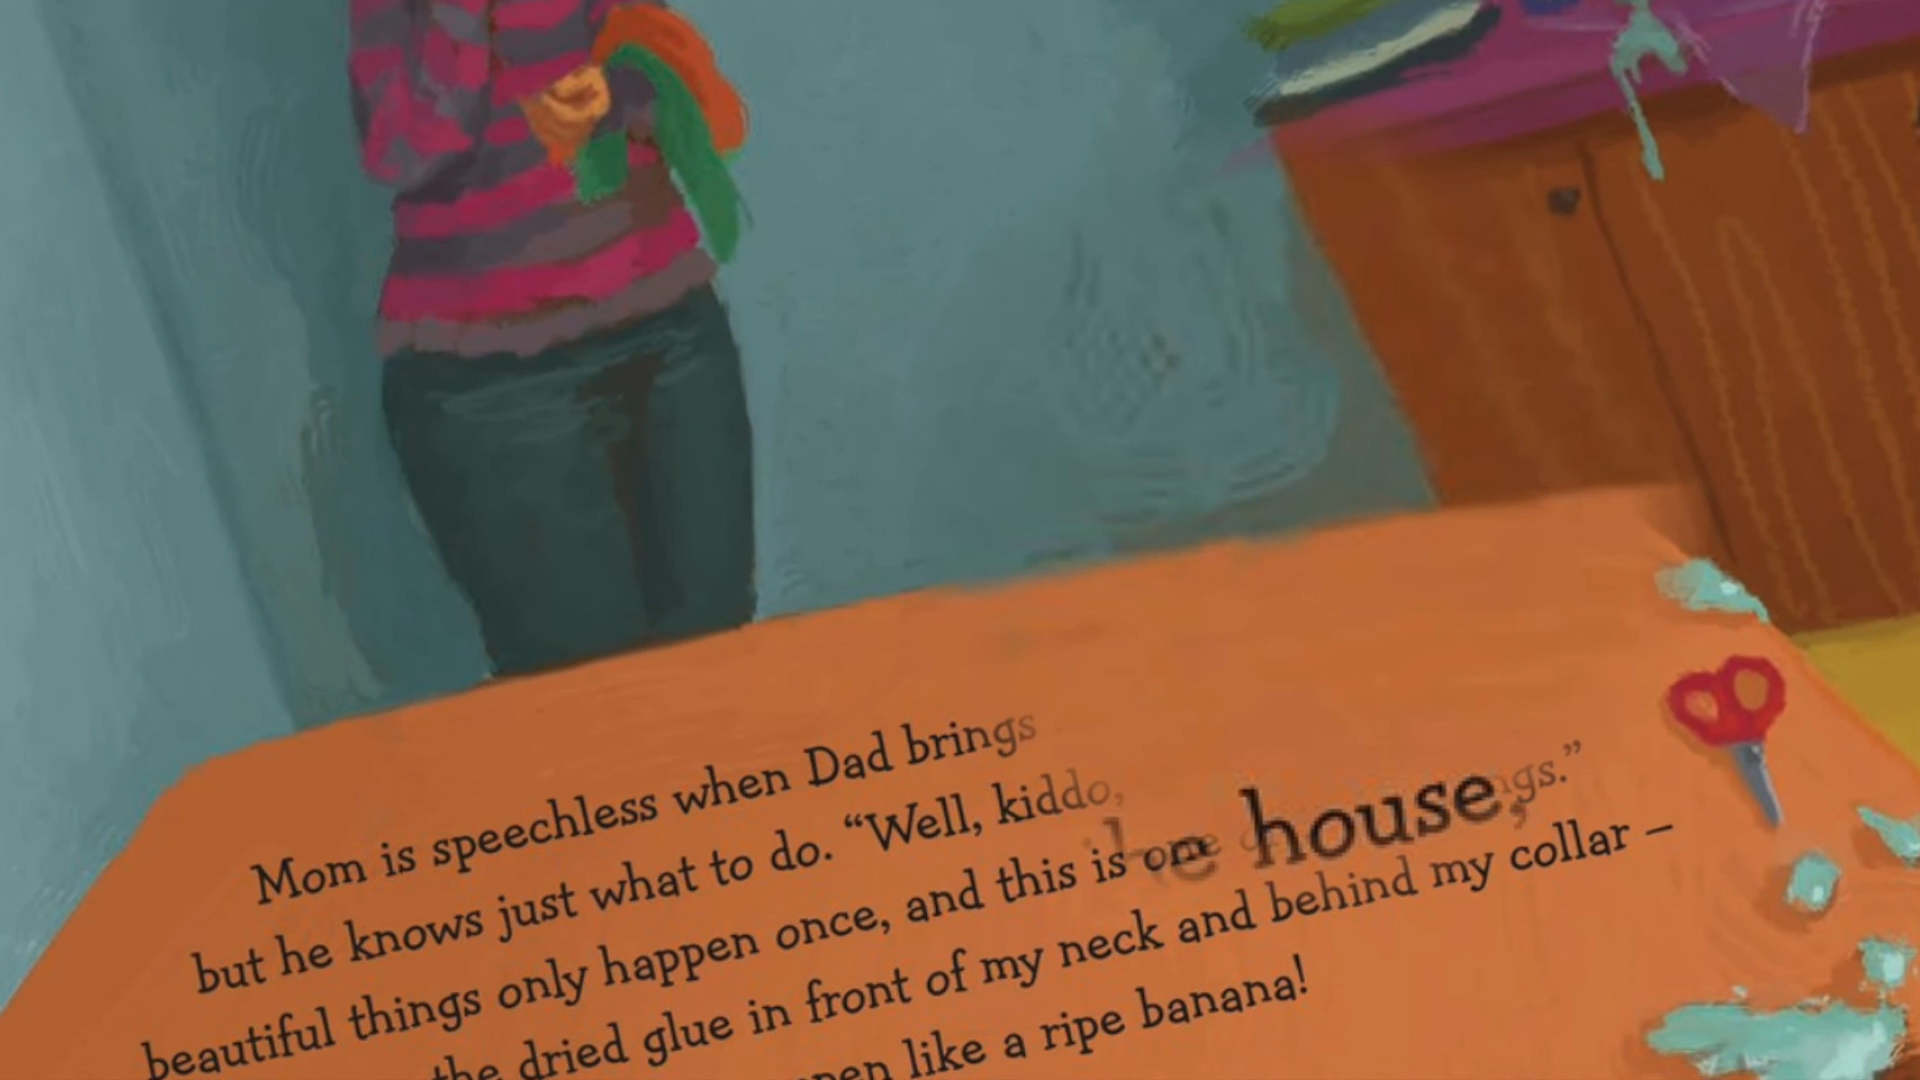 Mom is speechless when Dad brings
but he knows just what to do. “Well, kiddo,
beautiful things only happen once, and this is one house, ngs.”
the dried glue in front of my neck and behind my collar –
like a ripe banana!